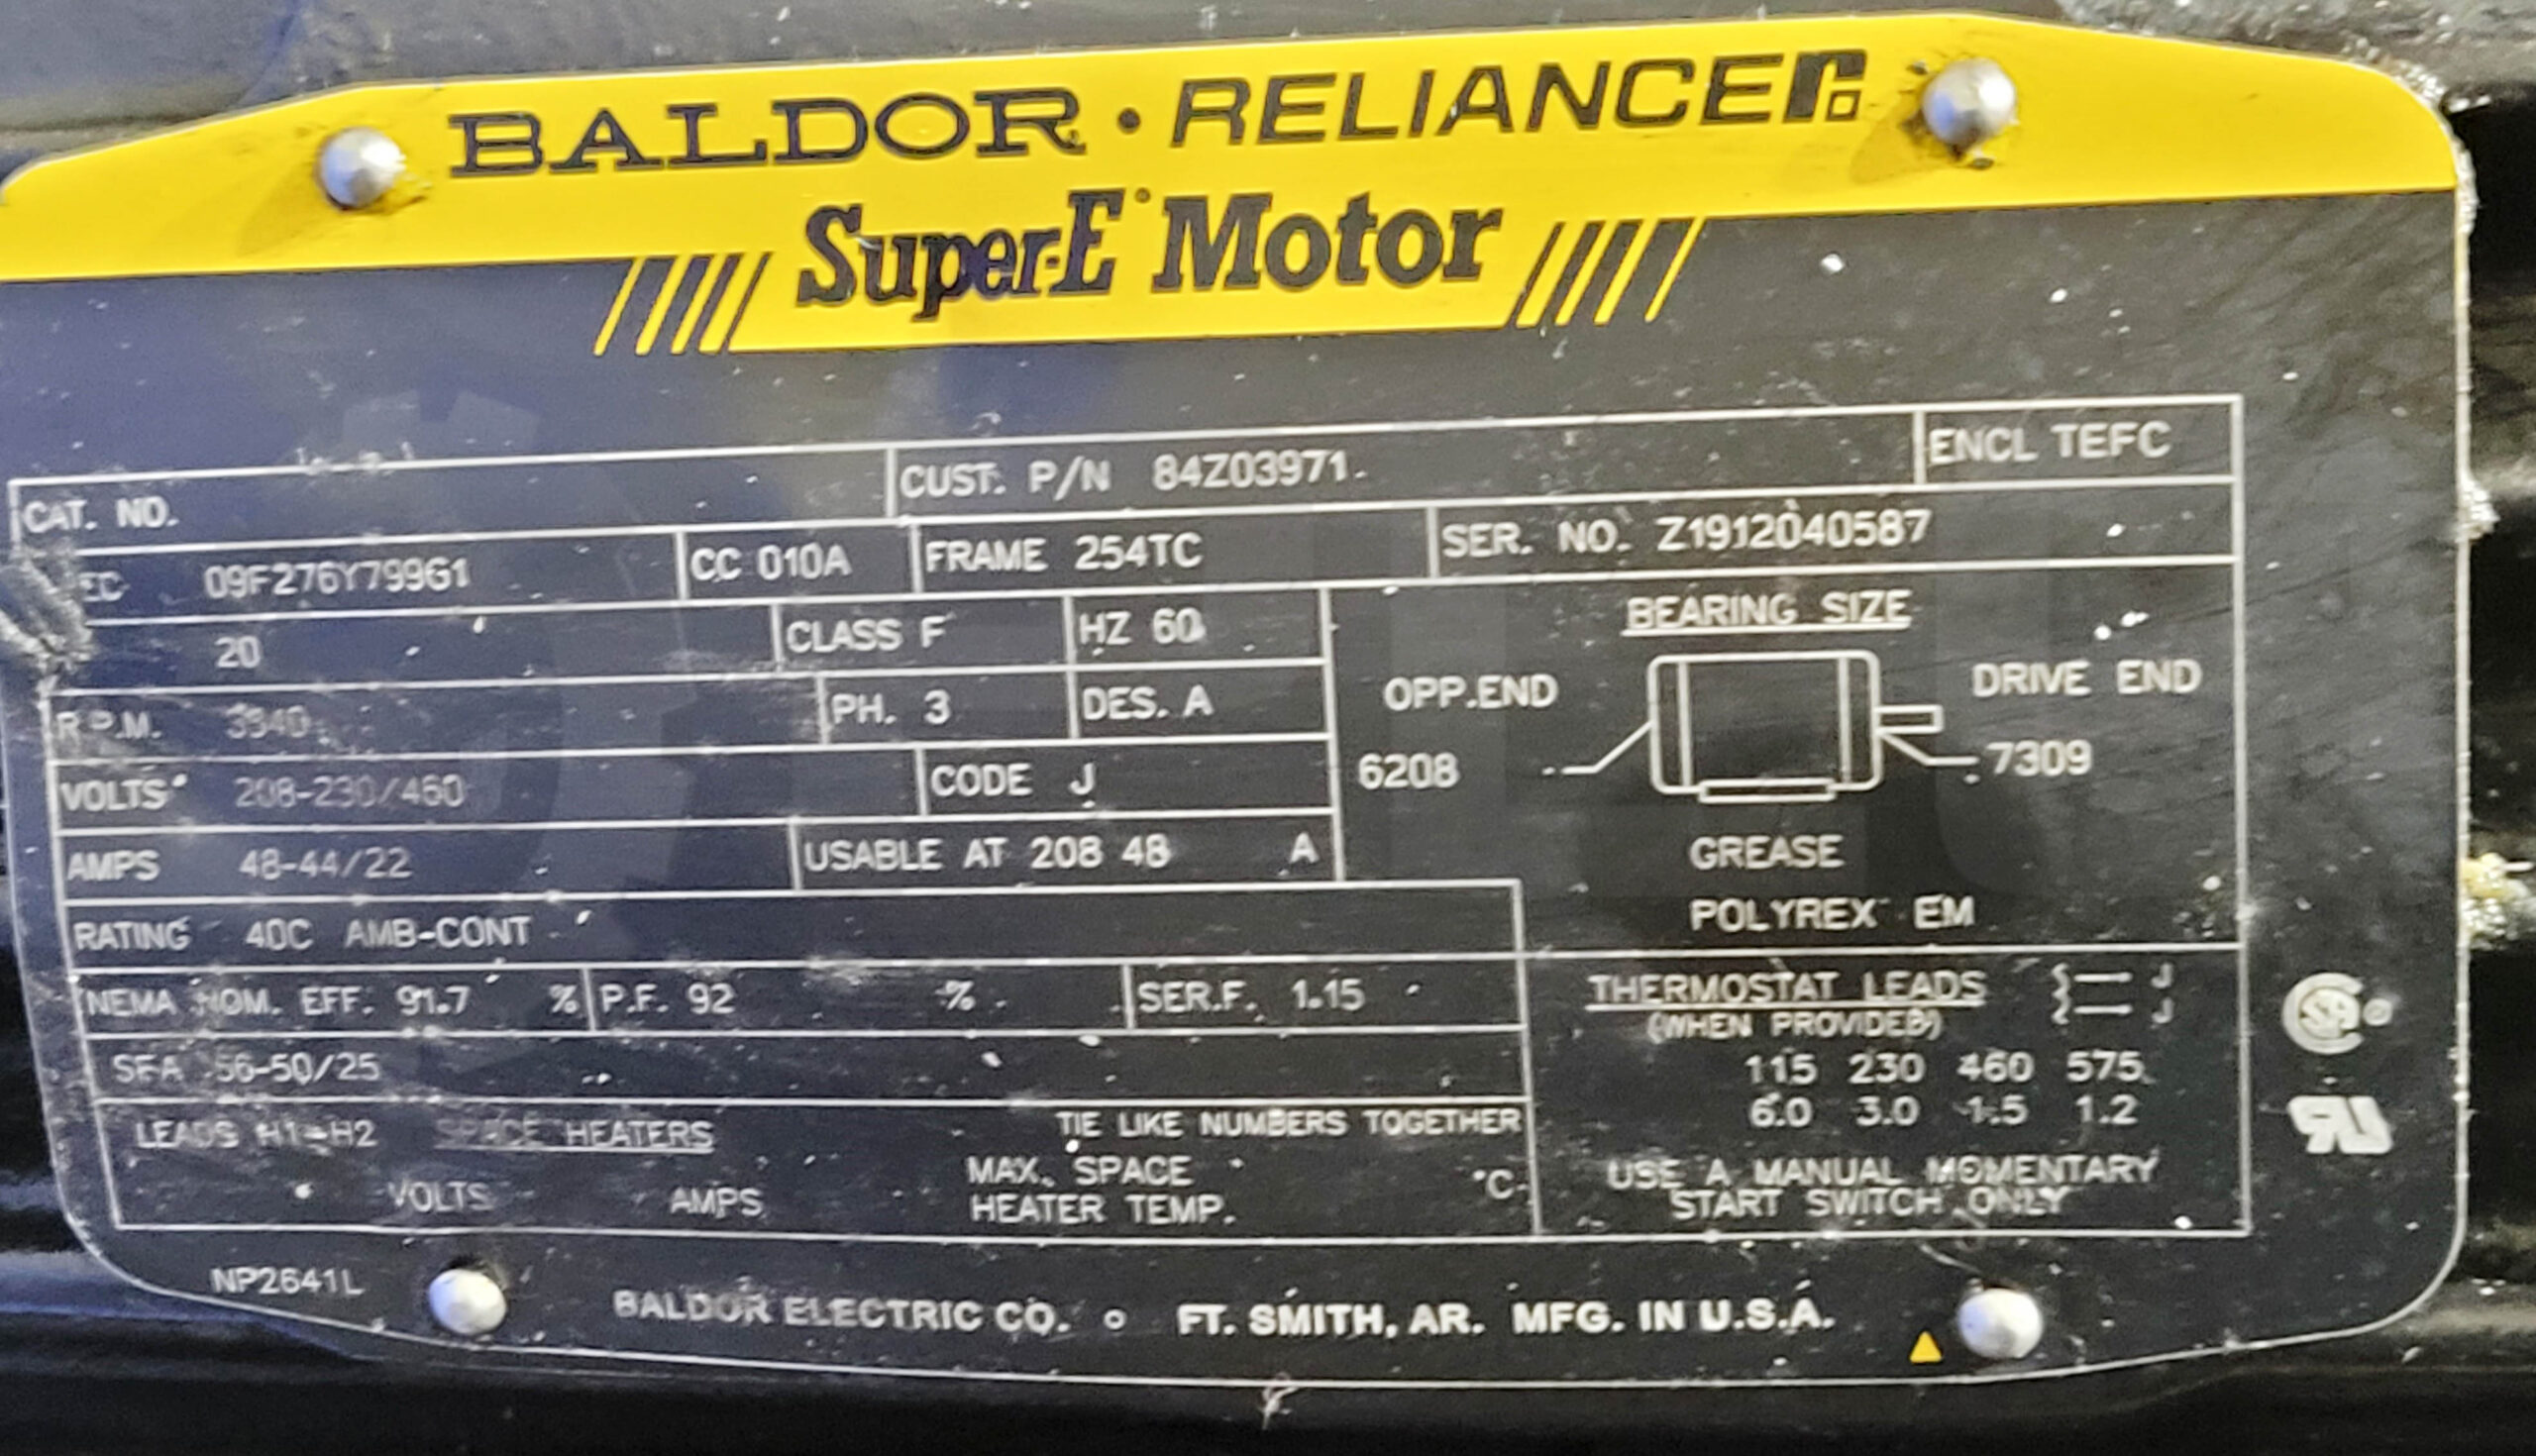 BALDOR • RELIANCE
Super-E Motor
CAT. NO.
CUST. P/N 84Z03971
ENCL TEFC
EC 09F276Y799G1
CC 010A
FRAME 254TC
SER. NO. Z1912040587
20
CLASS F
HZ 60
R.P.M.
PH. 3
DES. A
VOLTS 208-230/460
CODE J
AMPS 48-44/22
USABLE AT 208 48 A
RATING 40C AMB-CONT
NEMA NOM. EFF. 91.7 %
P.F. 92 %
SER.F. 1.15
SFA 56-50/25
LEADS H1-H2 SPACE HEATERS
VOLTS AMPS
TIE LIKE NUMBERS TOGETHER
MAX. SPACE
HEATER TEMP. °C
BEARING SIZE
OPP.END
DRIVE END
6208
7309
GREASE
POLYREX EM
THERMOSTAT LEADS
(WHEN PROVIDED)
J
J
115 230 460 575
6.0 3.0 1.5 1.2
USE A MANUAL MOMENTARY
START SWITCH ONLY
NP2641L
BALDOR ELECTRIC CO. ○ FT. SMITH, AR. MFG. IN U.S.A.